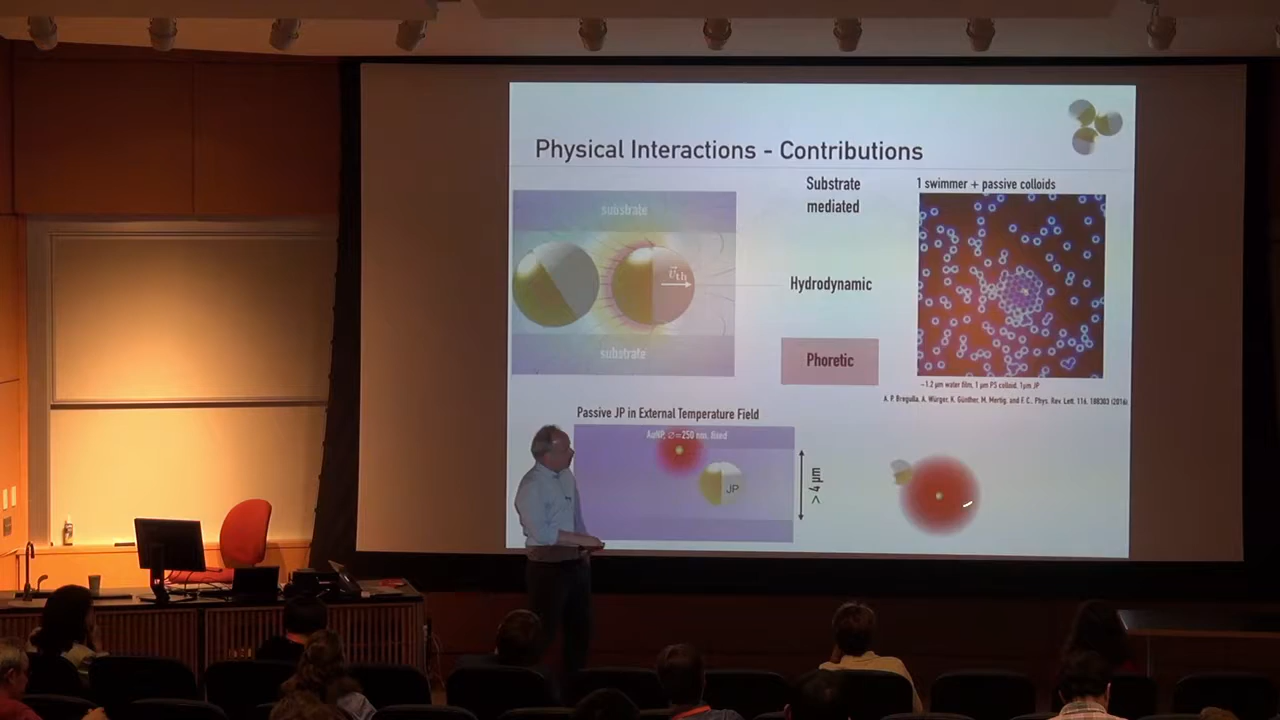 Physical Interactions - Contributions
substrate
v_th
substrate
Substrate
mediated
Hydrodynamic
Phoretic
1 swimmer + passive colloids
~1.2 µm water film, 1 µm PS colloid, 1µm JP
A. P. Bregulla, A. Würger, K. Günther, M. Mertig, and F. C., Phys. Rev. Lett. 116, 188303 (2016).
Passive JP in External Temperature Field
AuNP, ∅=250 nm, fixed
JP
> 4 µm